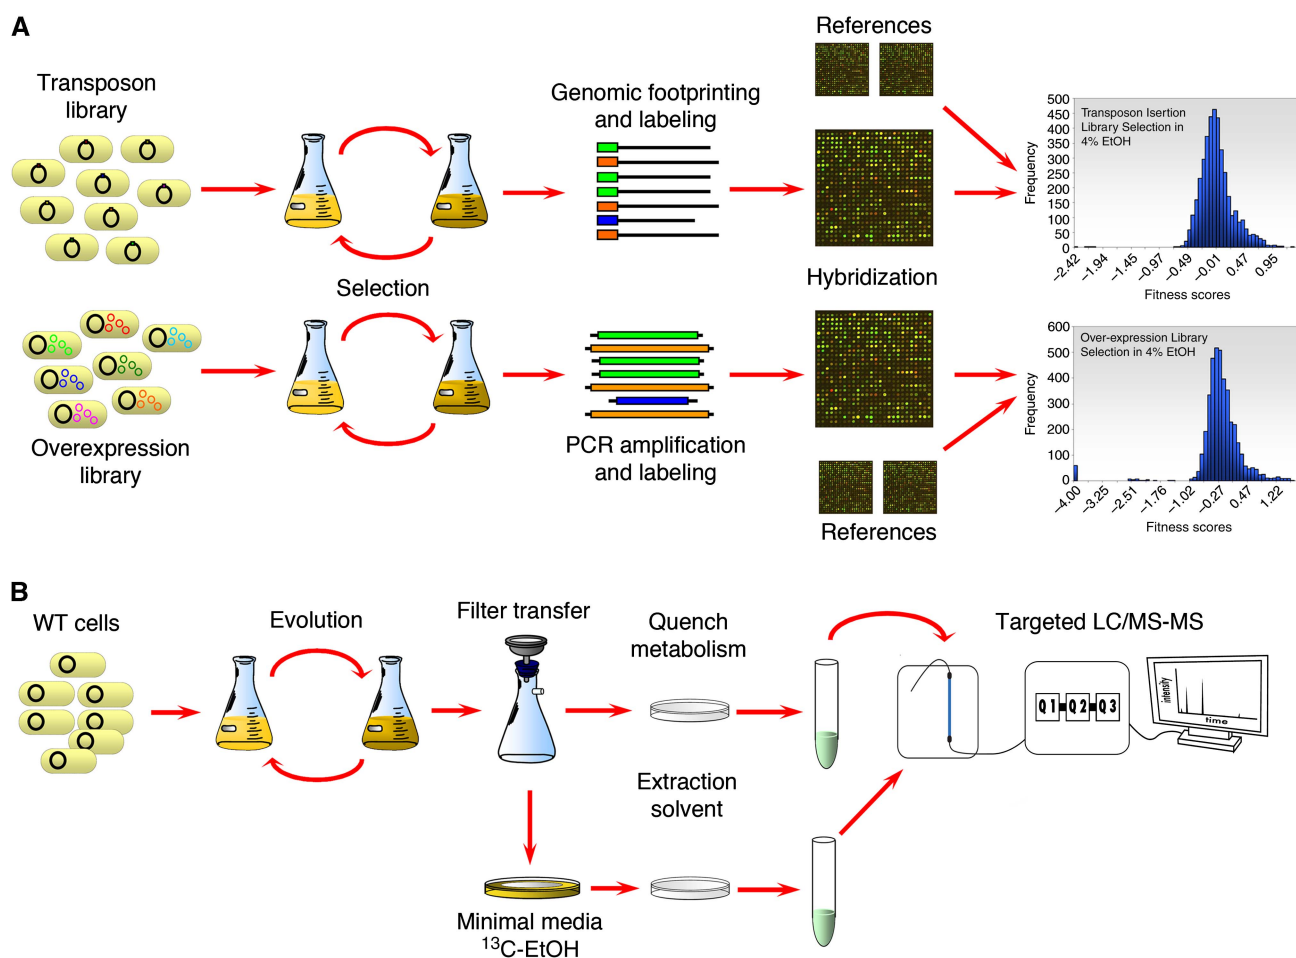 A
Transposon
library
Genomic footprinting
and labeling
References
Selection
Hybridization
Overexpression
library
PCR amplification
and labeling
References
Frequency
500
450
400
350
300
250
200
150
100
50
0
Transposon Isertion
Library Selection in
4% EtOH
−2.42
−1.94
−1.45
−0.97
−0.49
−0.01
0.47
0.95
Fitness scores
Frequency
600
500
400
300
200
100
0
Over-expression Library
Selection in 4% EtOH
−4.00
−3.25
−2.51
−1.76
−1.02
−0.27
0.47
1.22
Fitness scores
B
WT cells
Evolution
Filter transfer
Quench
metabolism
Targeted LC/MS-MS
Q1 Q2 Q3
intensity
time
Extraction
solvent
Minimal media
¹³C-EtOH